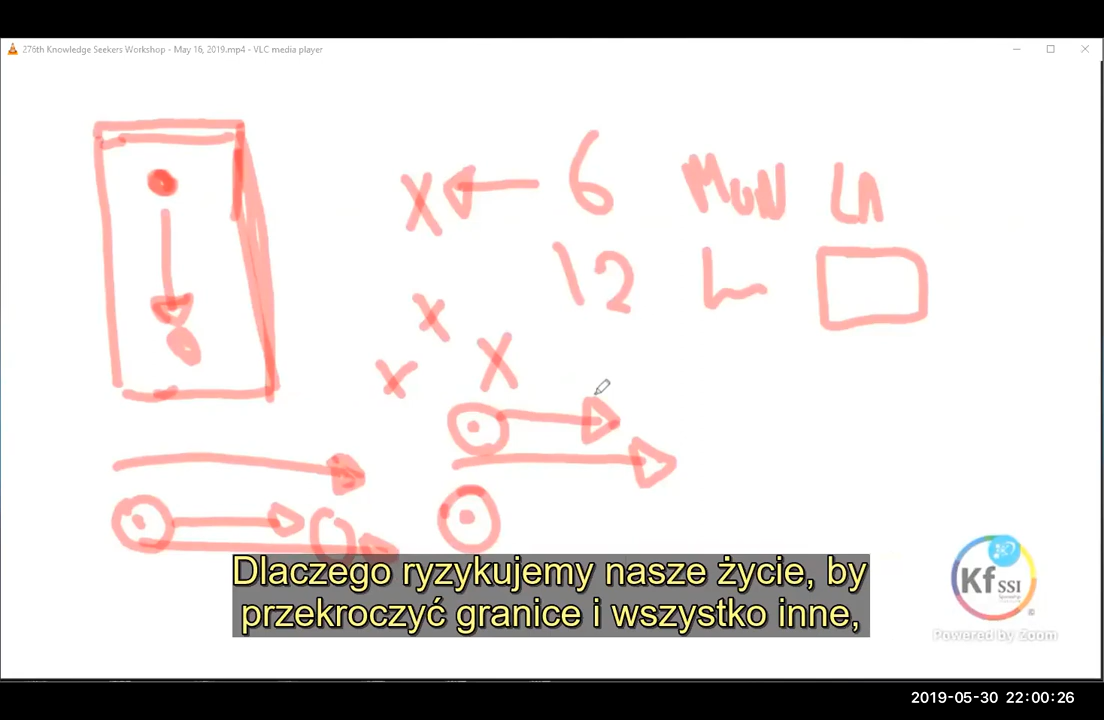 276th Knowledge Seekers Workshop - May 16, 2019.mp4 - VLC media player
X 6 MUN
12
X
X X
Dlaczego ryzykujemy nasze życie, by
przekroczyć granice i wszystko inne,
Kf SSI
©
Powered by Zoom
2019-05-30 22:00:26